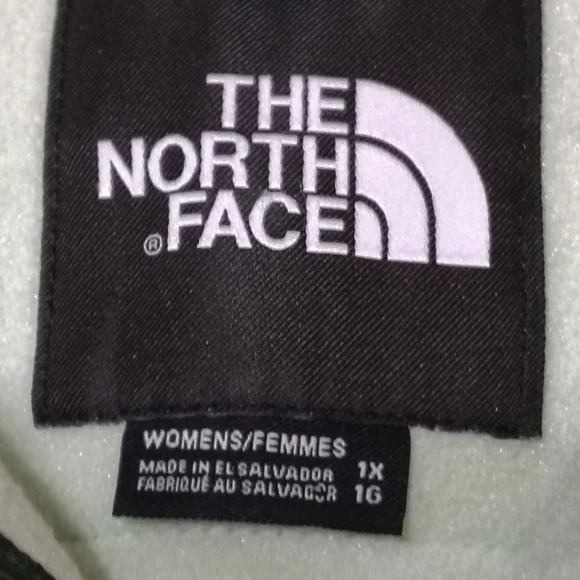 THE
NORTH
FACE
®
WOMENS/FEMMES
MADE IN EL SALVADOR 1X
FABRIQUÉ AU SALVADOR 1G